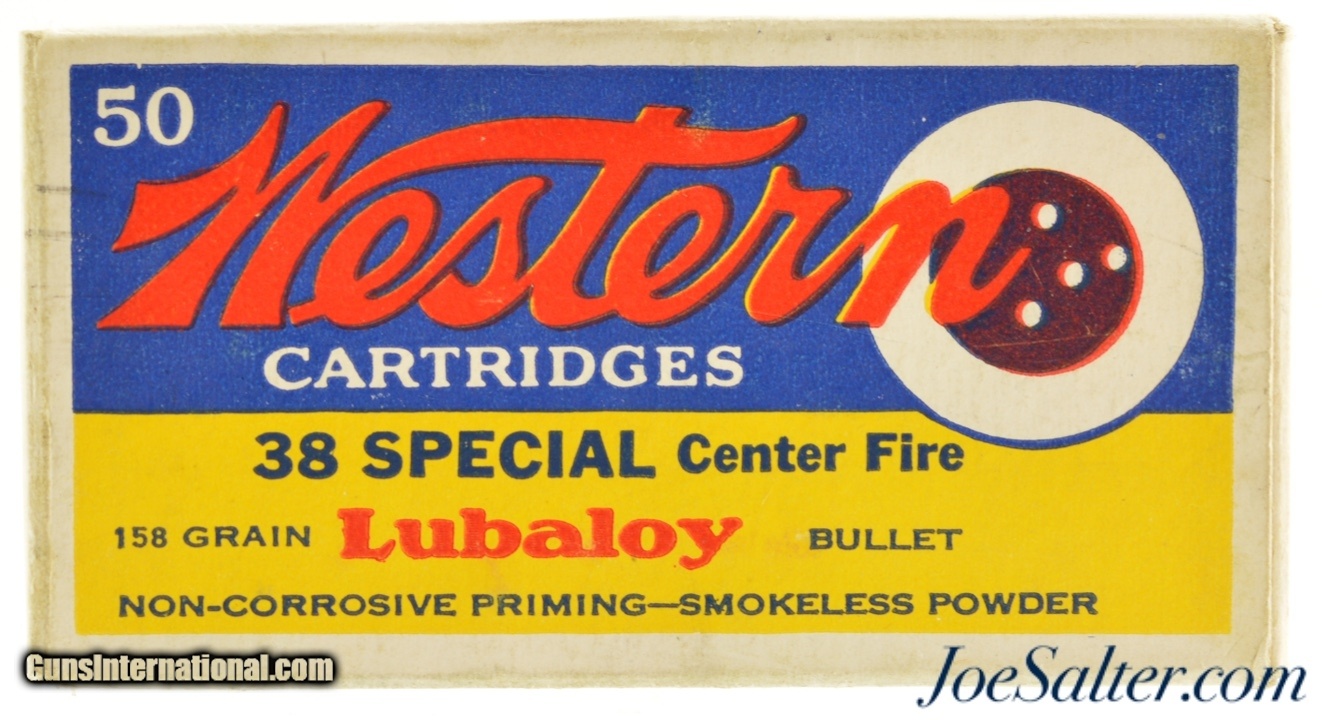 50
Western
CARTRIDGES
38 SPECIAL Center Fire
158 GRAIN Lubaloy BULLET
NON-CORROSIVE PRIMING—SMOKELESS POWDER
GunsInternational.com
JoeSalter.com